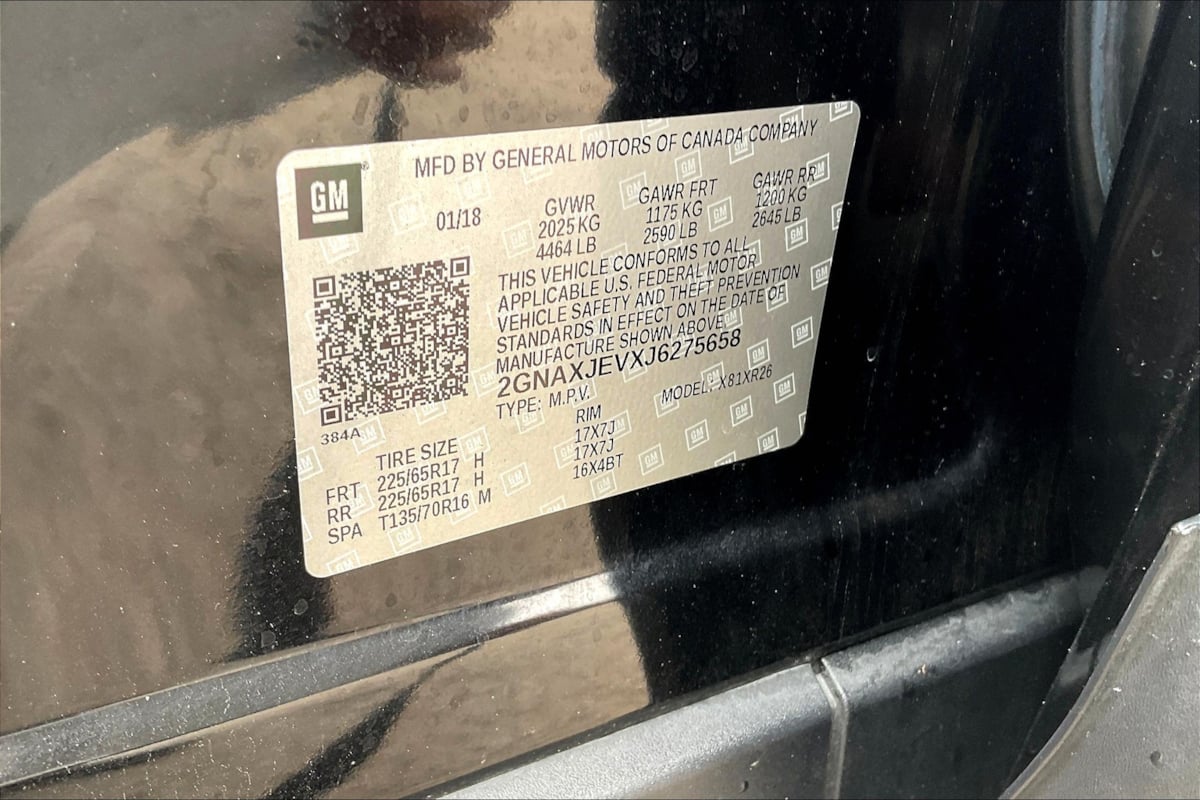 MFD BY GENERAL MOTORS OF CANADA COMPANY
GM
®
01/18
GVWR GAWR FRT GAWR RR
2025KG 1175 KG 1200 KG
4464 LB 2590 LB 2645 LB
THIS VEHICLE CONFORMS TO ALL
APPLICABLE U.S. FEDERAL MOTOR
VEHICLE SAFETY AND THEFT PREVENTION
STANDARDS IN EFFECT ON THE DATE OF
MANUFACTURE SHOWN ABOVE
2GNAXJEVXJ6275658
TYPE: M.P.V. MODEL: X81XR26
384A
TIRE SIZE RIM
FRT 225/65R17 H 17X7J
RR 225/65R17 H 17X7J
SPA T135/70R16 M 16X4BT